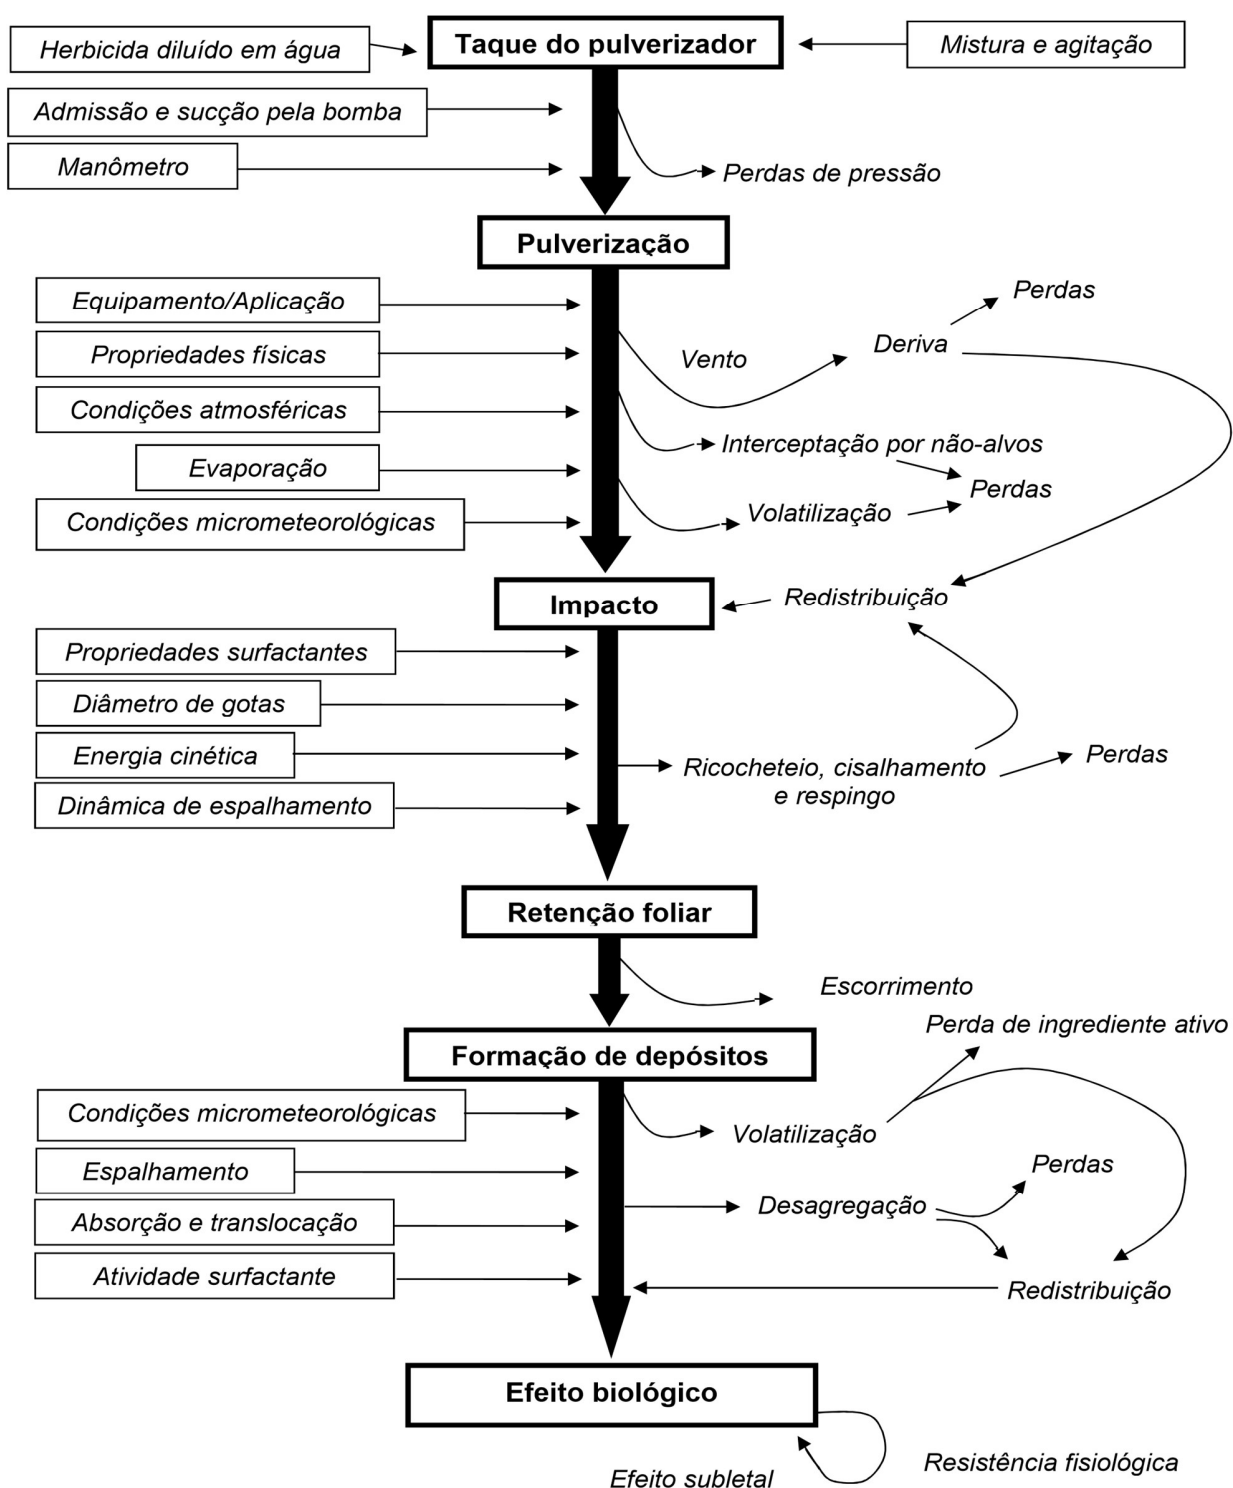 Herbicida diluído em água
Taque do pulverizador
Mistura e agitação
Admissão e sucção pela bomba
Manômetro
Perdas de pressão
Pulverização
Equipamento/Aplicação
Perdas
Propriedades físicas
Vento
Deriva
Condições atmosféricas
Interceptação por não-alvos
Evaporação
Perdas
Condições micrometeorológicas
Volatilização
Impacto
Redistribuição
Propriedades surfactantes
Diâmetro de gotas
Energia cinética
Ricocheteio, cisalhamento
e respingo
Perdas
Dinâmica de espalhamento
Retenção foliar
Escorrimento
Perda de ingrediente ativo
Formação de depósitos
Condições micrometeorológicas
Volatilização
Espalhamento
Perdas
Absorção e translocação
Desagregação
Atividade surfactante
Redistribuição
Efeito biológico
Resistência fisiológica
Efeito subletal